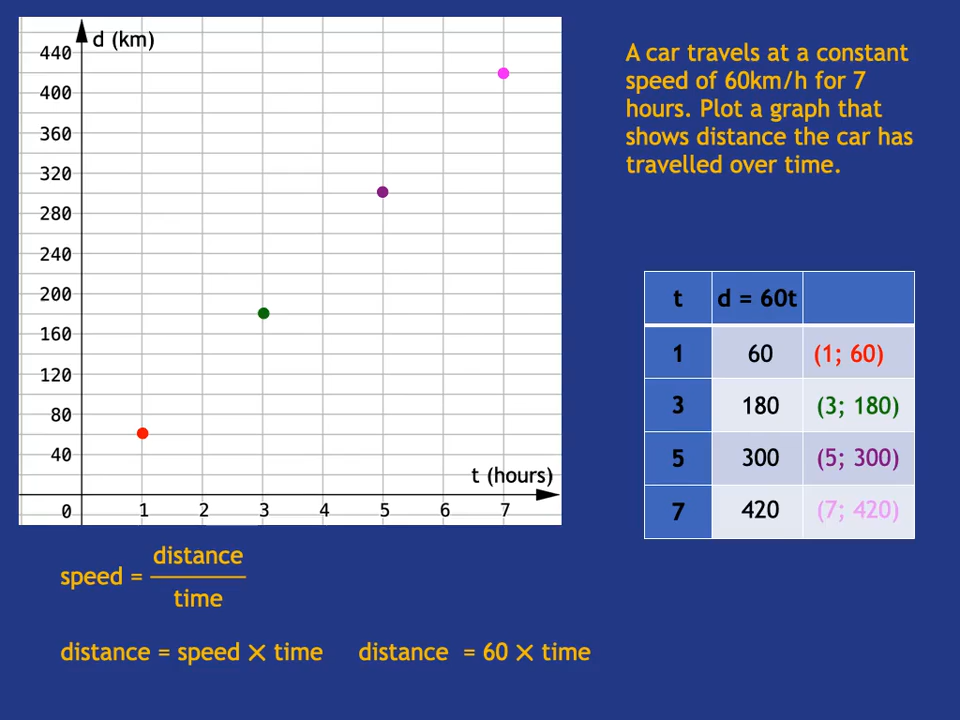 d (km)
440
400
360
320
280
240
200
160
120
80
40
0
t (hours)
1 2 3 4 5 6 7
A car travels at a constant
speed of 60km/h for 7
hours. Plot a graph that
shows distance the car has
travelled over time.
t d = 60t
1 60 (1; 60)
3 180 (3; 180)
5 300 (5; 300)
7 420 (7; 420)
speed = distance
time
distance = speed × time distance = 60 × time